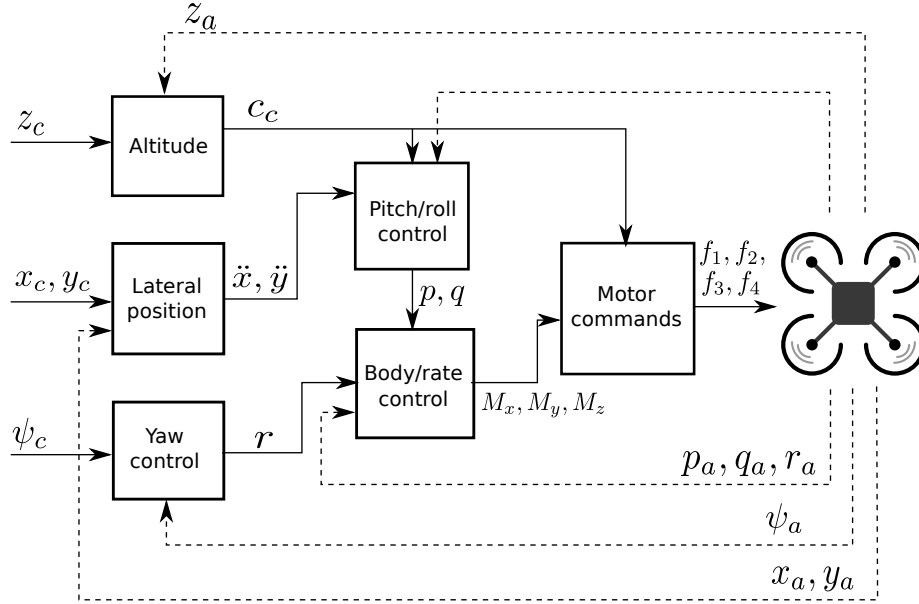 z_a
z_c
Altitude
c_c
Pitch/roll
control
x_c, y_c
Lateral
position
ẍ, ÿ
p, q
Motor
commands
f_1, f_2,
f_3, f_4
Body/rate
control
M_x, M_y, M_z
ψ_c
Yaw
control
r
p_a, q_a, r_a
ψ_a
x_a, y_a